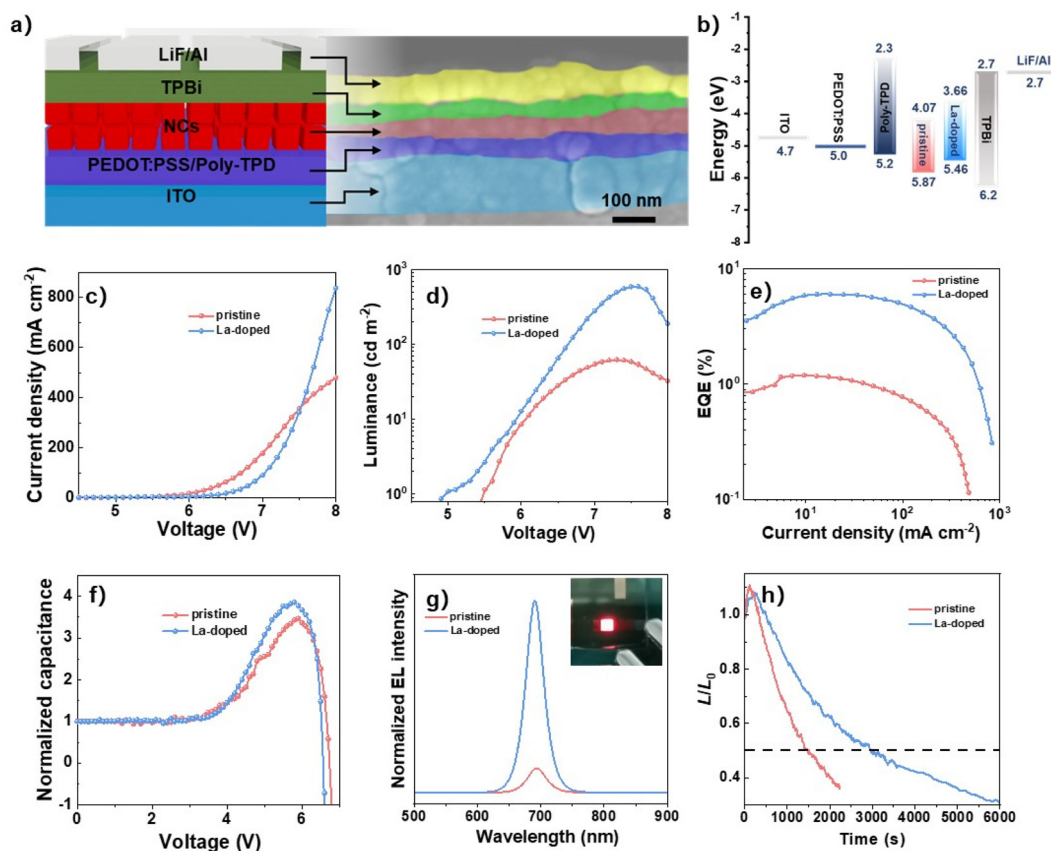 a)
LiF/Al
TPBi
NCs
PEDOT:PSS/Poly-TPD
ITO
100 nm
b)
Energy (eV)
-1
-2
-3
-4
-5
-6
-7
-8
ITO
4.7
PEDOT:PSS
5.0
2.3
Poly-TPD
5.2
4.07
pristine
5.87
3.66
La-doped
5.46
2.7
TPBi
6.2
LiF/Al
2.7
c)
Current density (mA cm⁻²)
800
600
400
200
0
pristine
La-doped
5
6
7
8
Voltage (V)
d)
Luminance (cd m⁻²)
10³
10²
10¹
10⁰
pristine
La-doped
5
6
7
8
Voltage (V)
e)
EQE (%)
10¹
10⁰
10⁻¹
pristine
La-doped
10¹
10²
10³
Current density (mA cm⁻²)
f)
Normalized capacitance
4
3
2
1
0
-1
pristine
La-doped
0
2
4
6
Voltage (V)
g)
Normalized EL intensity
pristine
La-doped
500
600
700
800
900
Wavelength (nm)
h)
L/L₀
1.0
0.8
0.6
0.4
pristine
La-doped
0
1000
2000
3000
4000
5000
6000
Time (s)